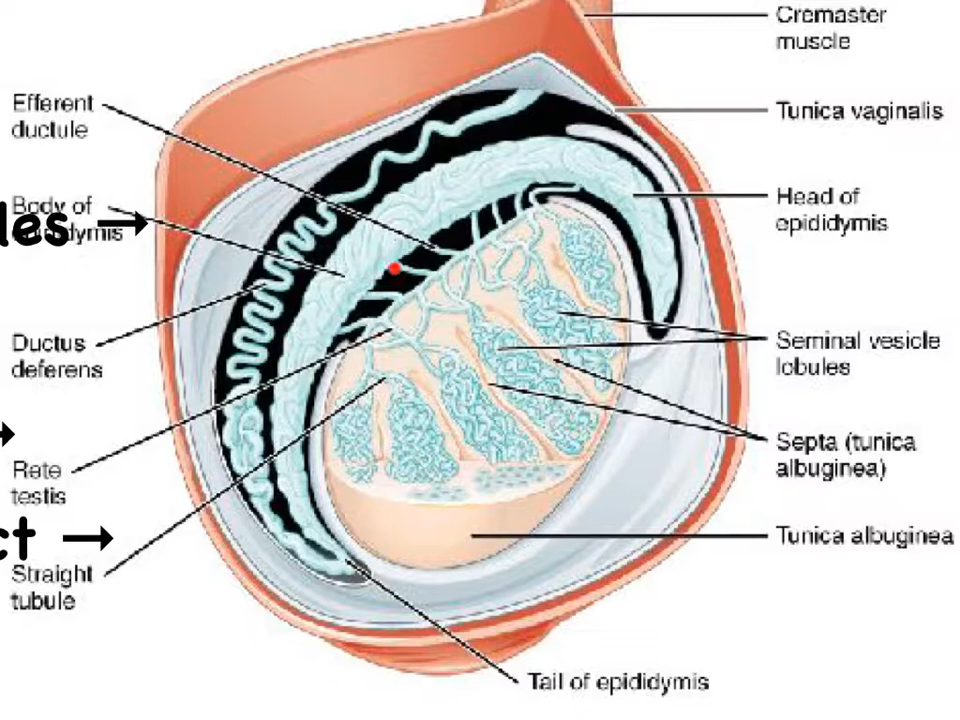 Cremaster
muscle
Efferent
ductule
Tunica vaginalis
Body of
Head of
epididymis
Ductus
deferens
Seminal vesicle
lobules
Septa (tunica
albuginea)
Rete
testis
Tunica albuginea
Straight
tubule
Tail of epididymis